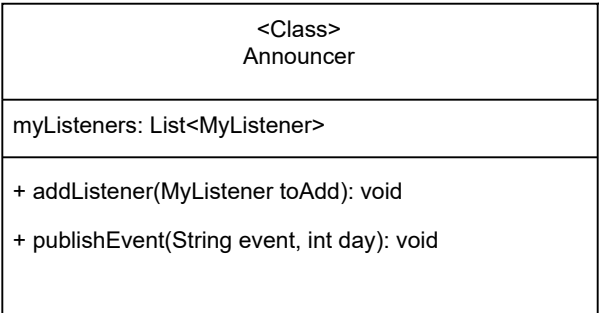 <Class>
Announcer
myListeners: List<MyListener>
+ addListener(MyListener toAdd): void
+ publishEvent(String event, int day): void